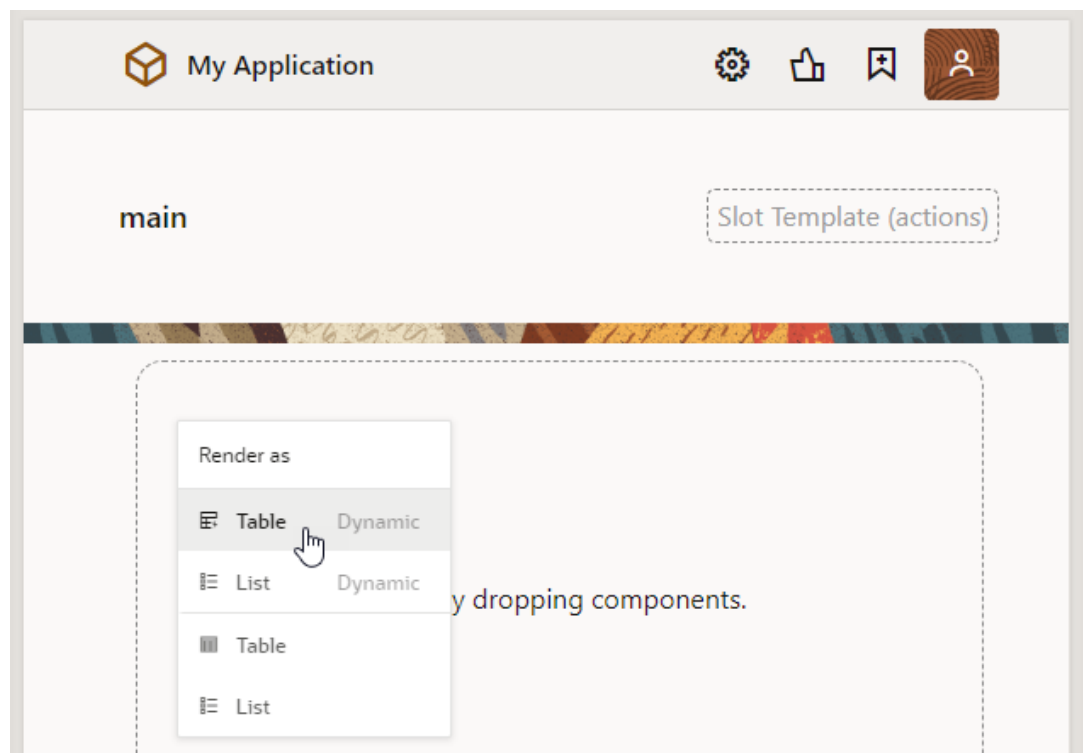 My Application
main
Slot Template (actions)
Render as
Table Dynamic
List Dynamic
y dropping components.
Table
List